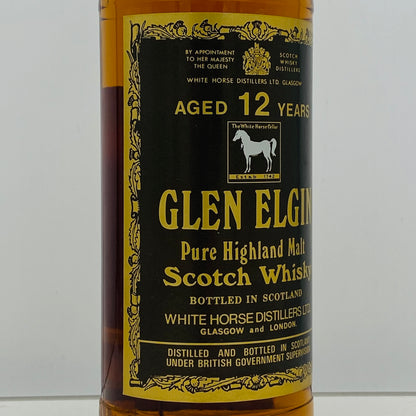 BY APPOINTMENT
TO HER MAJESTY
THE QUEEN
SCOTCH
WHISKY
DISTILLERS
WHITE HORSE DISTILLERS LTD. GLASGOW
AGED 12 YEARS
The White Horse Cellar
Estab. 1742
GLEN ELGIN
Pure Highland Malt
Scotch Whisky
BOTTLED IN SCOTLAND
WHITE HORSE DISTILLERS LTD.
GLASGOW and LONDON.
DISTILLED AND BOTTLED IN SCOTLAND
UNDER BRITISH GOVERNMENT SUPERVISION